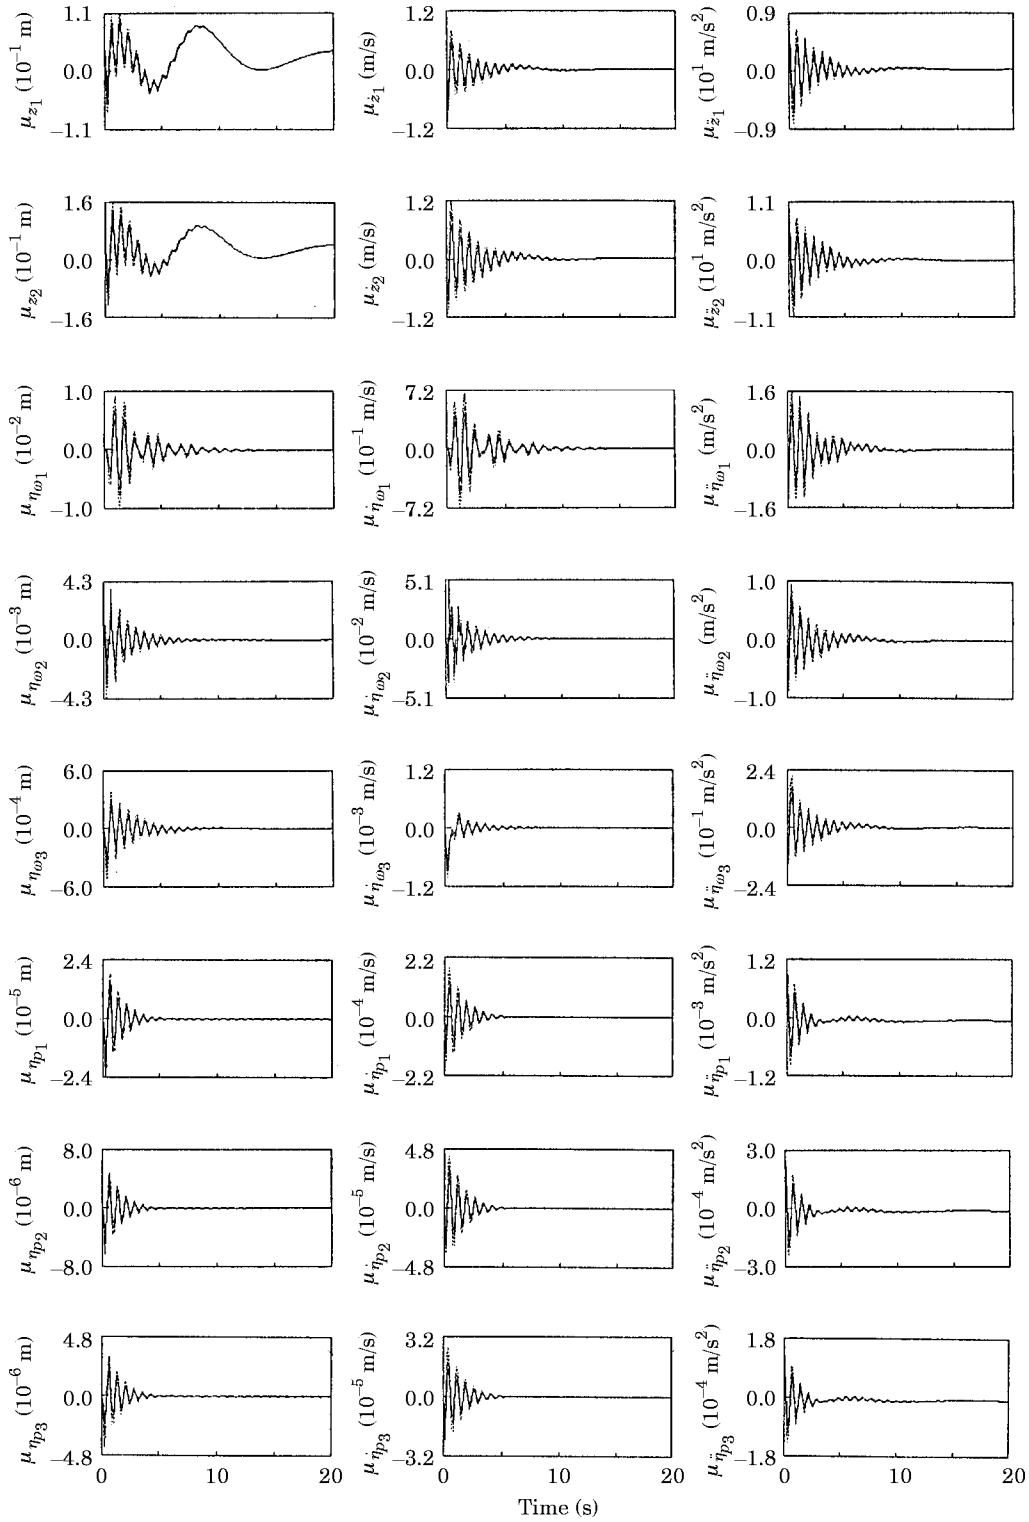 μ_{z_1} (10^{–1} m) 1.1 0.0 –1.1
μ_{ż_1} (m/s) 1.2 0.0 –1.2
μ_{z̈_1} (10^1 m/s^2) 0.9 0.0 –0.9
μ_{z_2} (10^{–1} m) 1.6 0.0 –1.6
μ_{ż_2} (m/s) 1.2 0.0 –1.2
μ_{z̈_2} (10^1 m/s^2) 1.1 0.0 –1.1
μ_{η_{ω_1}} (10^{–2} m) 1.0 0.0 –1.0
μ_{η̇_{ω_1}} (10^{–1} m/s) 7.2 0.0 –7.2
μ_{η̈_{ω_1}} (m/s^2) 1.6 0.0 –1.6
μ_{η_{ω_2}} (10^{–3} m) 4.3 0.0 –4.3
μ_{η̇_{ω_2}} (10^{–2} m/s) 5.1 0.0 –5.1
μ_{η̈_{ω_2}} (m/s^2) 1.0 0.0 –1.0
μ_{η_{ω_3}} (10^{–4} m) 6.0 0.0 –6.0
μ_{η̇_{ω_3}} (10^{–3} m/s) 1.2 0.0 –1.2
μ_{η̈_{ω_3}} (10^{–1} m/s^2) 2.4 0.0 –2.4
μ_{η_{p_1}} (10^{–5} m) 2.4 0.0 –2.4
μ_{η̇_{p_1}} (10^{–4} m/s) 2.2 0.0 –2.2
μ_{η̈_{p_1}} (10^{–3} m/s^2) 1.2 0.0 –1.2
μ_{η_{p_2}} (10^{–6} m) 8.0 0.0 –8.0
μ_{η̇_{p_2}} (10^{–5} m/s) 4.8 0.0 –4.8
μ_{η̈_{p_2}} (10^{–4} m/s^2) 3.0 0.0 –3.0
μ_{η_{p_3}} (10^{–6} m) 4.8 0.0 –4.8
μ_{η̇_{p_3}} (10^{–5} m/s) 3.2 0.0 –3.2
μ_{η̈_{p_3}} (10^{–4} m/s^2) 1.8 0.0 –1.8
0 10 20 0 10 20 0 10 20
Time (s)